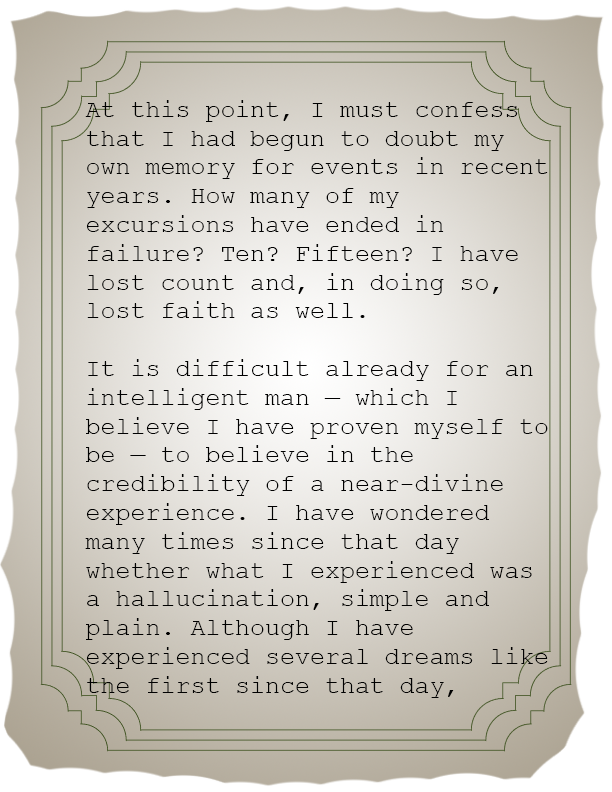 At this point, I must confess
that I had begun to doubt my
own memory for events in recent
years. How many of my
excursions have ended in
failure? Ten? Fifteen? I have
lost count and, in doing so,
lost faith as well.

It is difficult already for an
intelligent man — which I
believe I have proven myself to
be — to believe in the
credibility of a near-divine
experience. I have wondered
many times since that day
whether what I experienced was
a hallucination, simple and
plain. Although I have
experienced several dreams like
the first since that day,